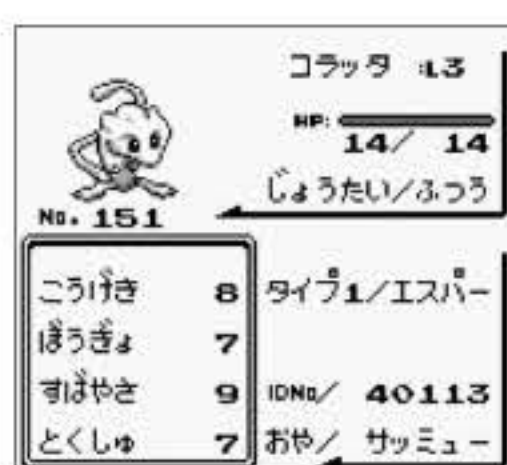 コラッタ :L3
HP:
14/ 14
じょうたい/ふつう
No. 151
こうげき 8
ぼうぎょ 7
すばやさ 9
とくしゅ 7
タイプ1/エスパー
IDNo/ 40113
おや/ サッミュー